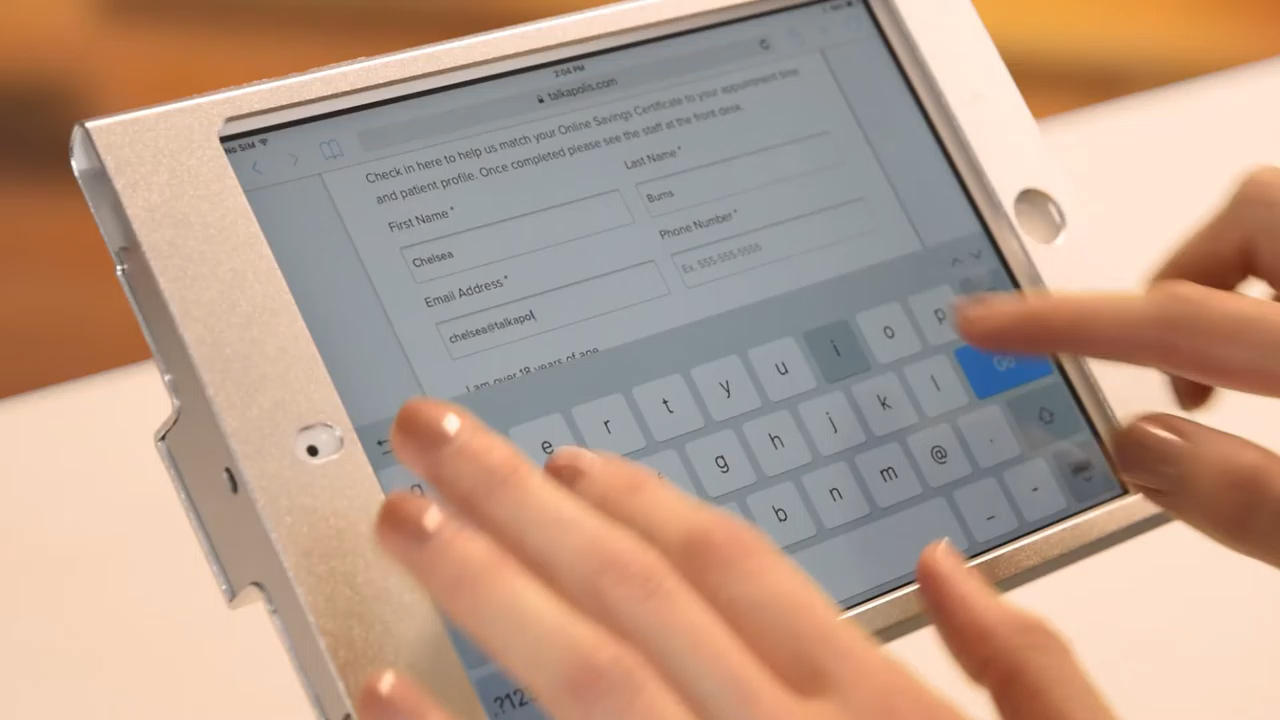 No SIM
2:04 PM
talkapolis.com
Check in here to help us match your Online Savings Certificate to your appointment time
and patient profile. Once completed please see the staff at the front desk.
First Name*
Last Name*
Chelsea
Burns
Email Address*
Phone Number*
chelsea@talkapol
Ex. 555-555-5555
I am over 18 years of age
e r t y u i o p
g h j k l Go
b n m @ .
_ -
.?123